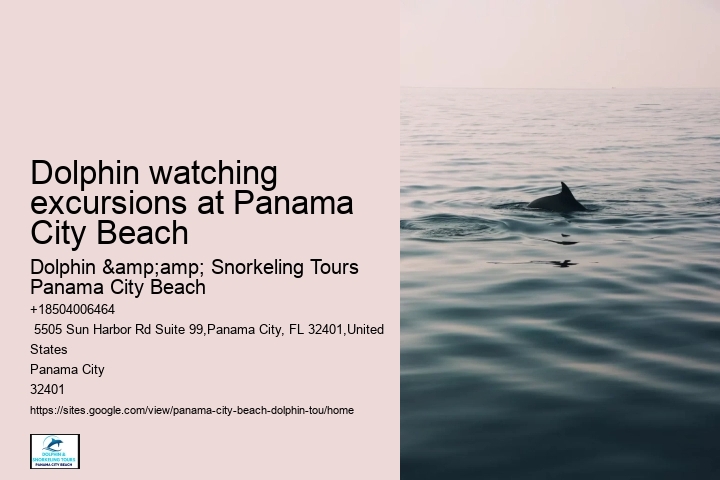 Dolphin watching
excursions at Panama
City Beach
Dolphin &amp;amp; Snorkeling Tours
Panama City Beach
+18504006464
5505 Sun Harbor Rd Suite 99,Panama City, FL 32401,United
States
Panama City
32401
https://sites.google.com/view/panama-city-beach-dolphin-tou/home
DOLPHIN &
SNORKELING TOURS
PANAMA CITY BEACH